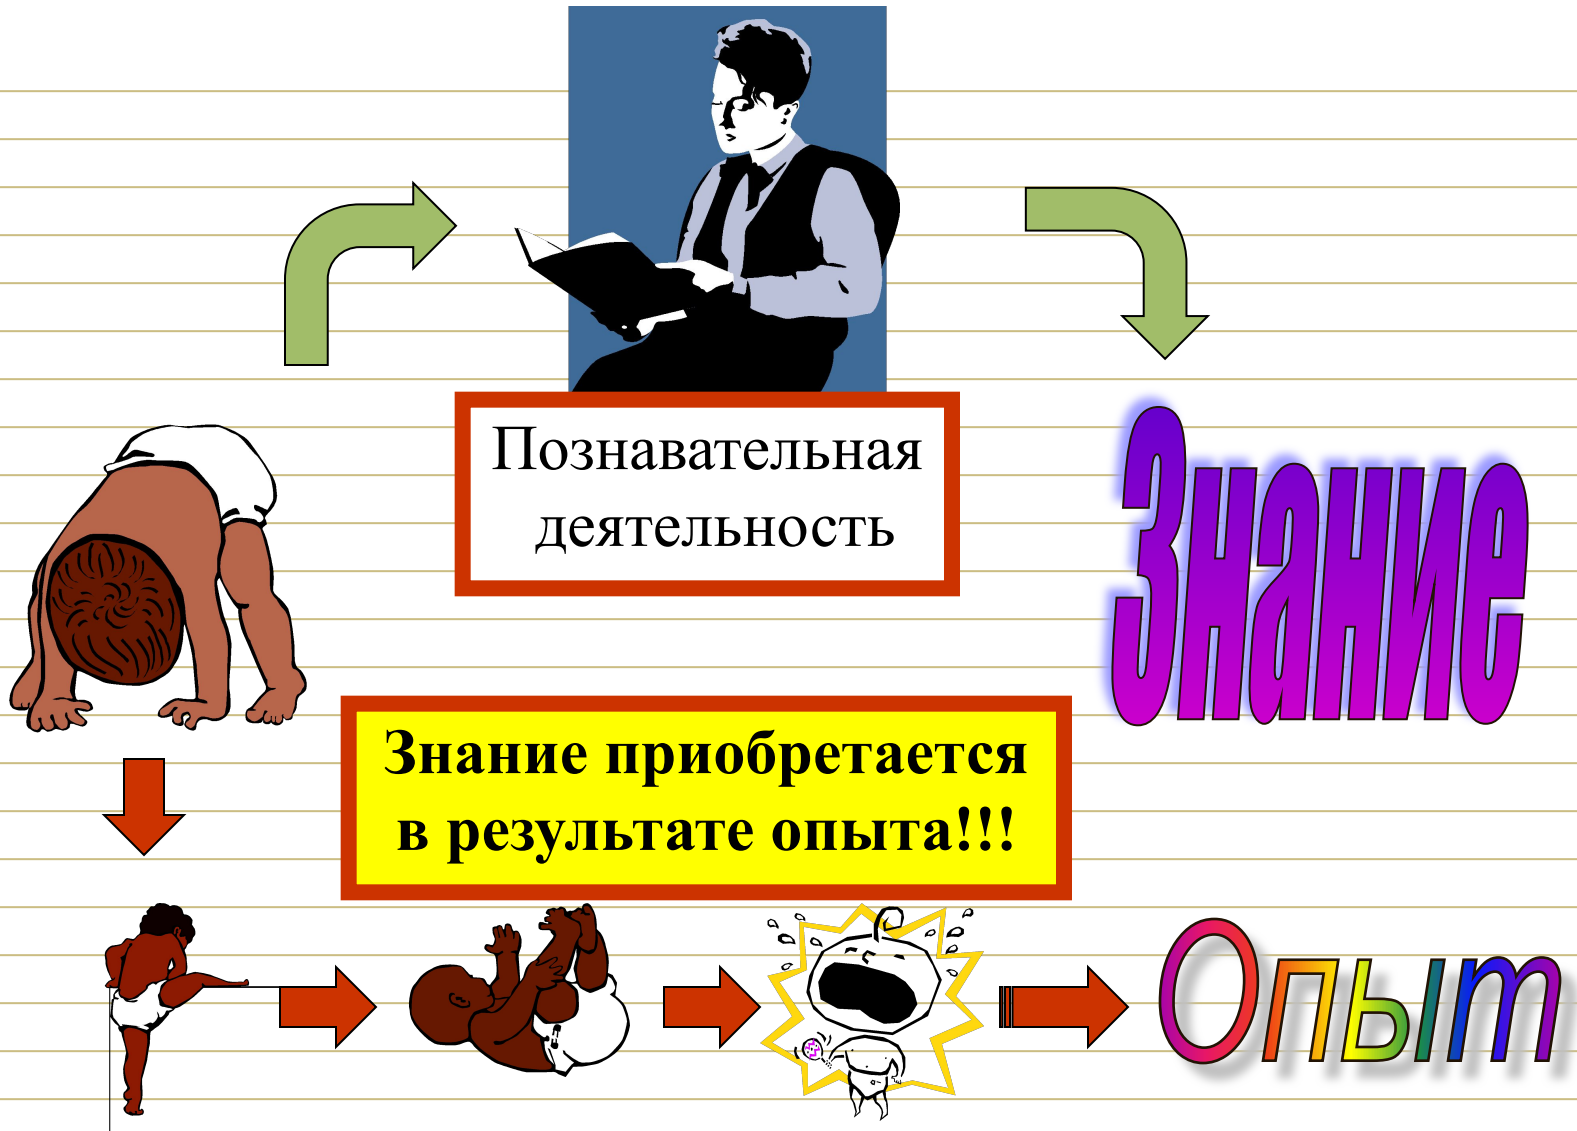 Познавательная
деятельность
Знание
Знание приобретается
в результате опыта!!!
Опыт